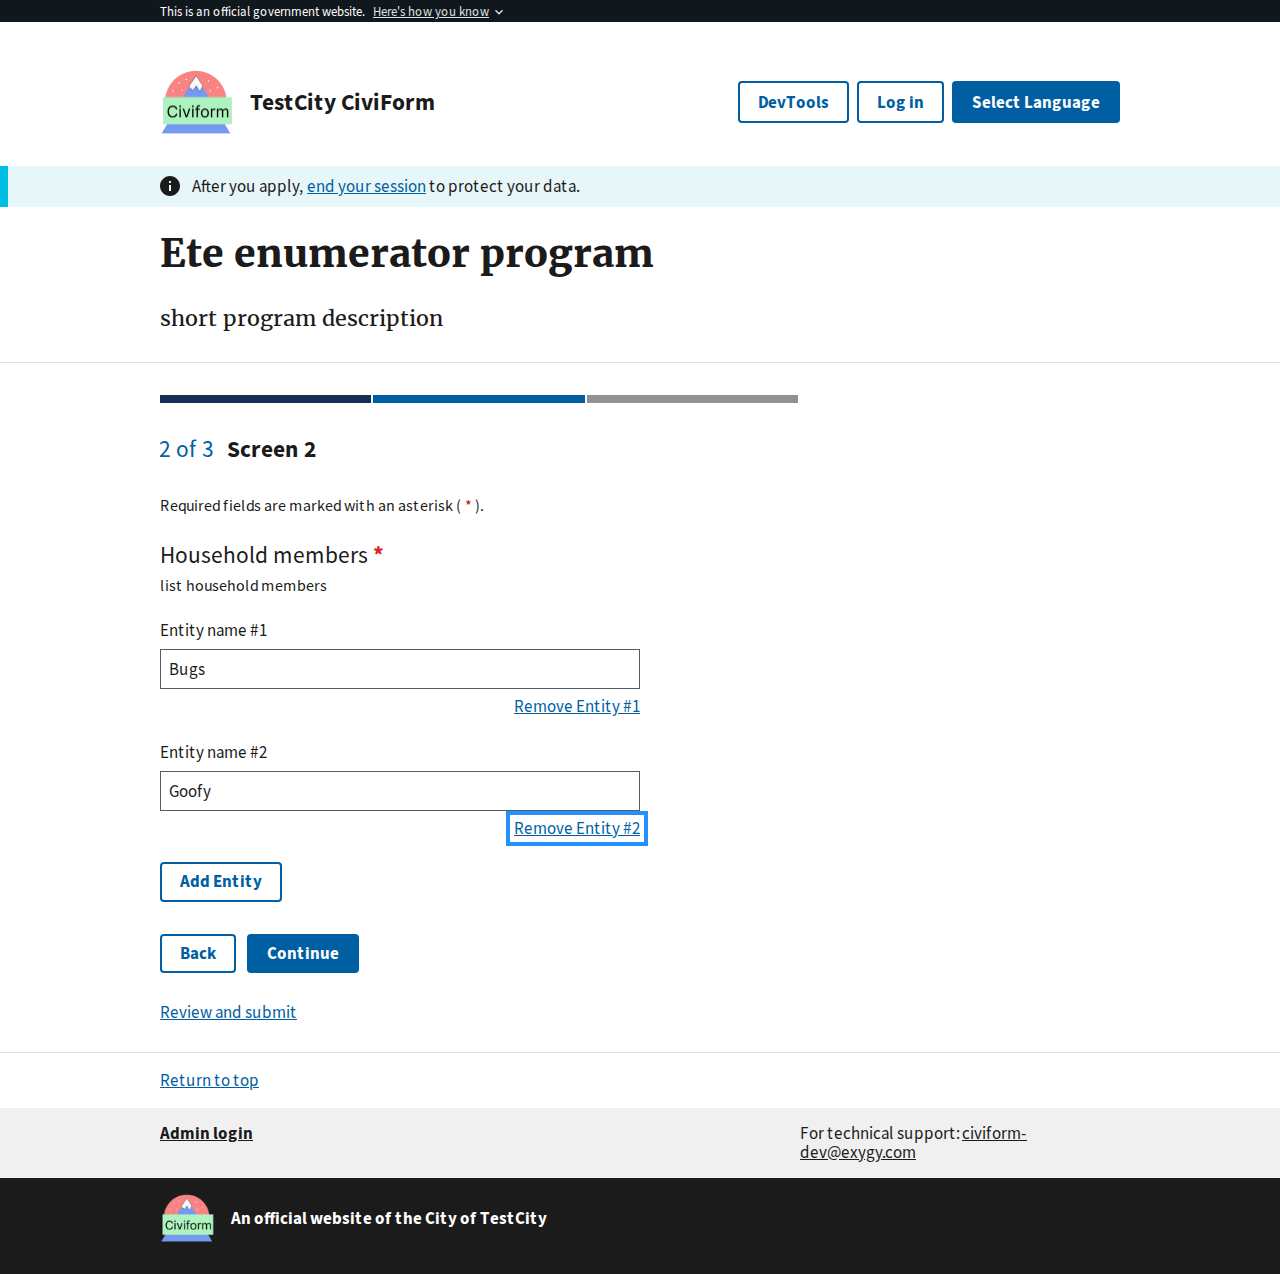 This is an official government website. Here's how you know
Civiform
TestCity CiviForm
DevTools
Log in
Select Language
After you apply, end your session to protect your data.
Ete enumerator program
short program description
2 of 3 Screen 2
Required fields are marked with an asterisk ( * ).
Household members *
list household members
Entity name #1
Bugs
Remove Entity #1
Entity name #2
Goofy
Remove Entity #2
Add Entity
Back
Continue
Review and submit
Return to top
Admin login
For technical support: civiform-
dev@exygy.com
Civiform
An official website of the City of TestCity